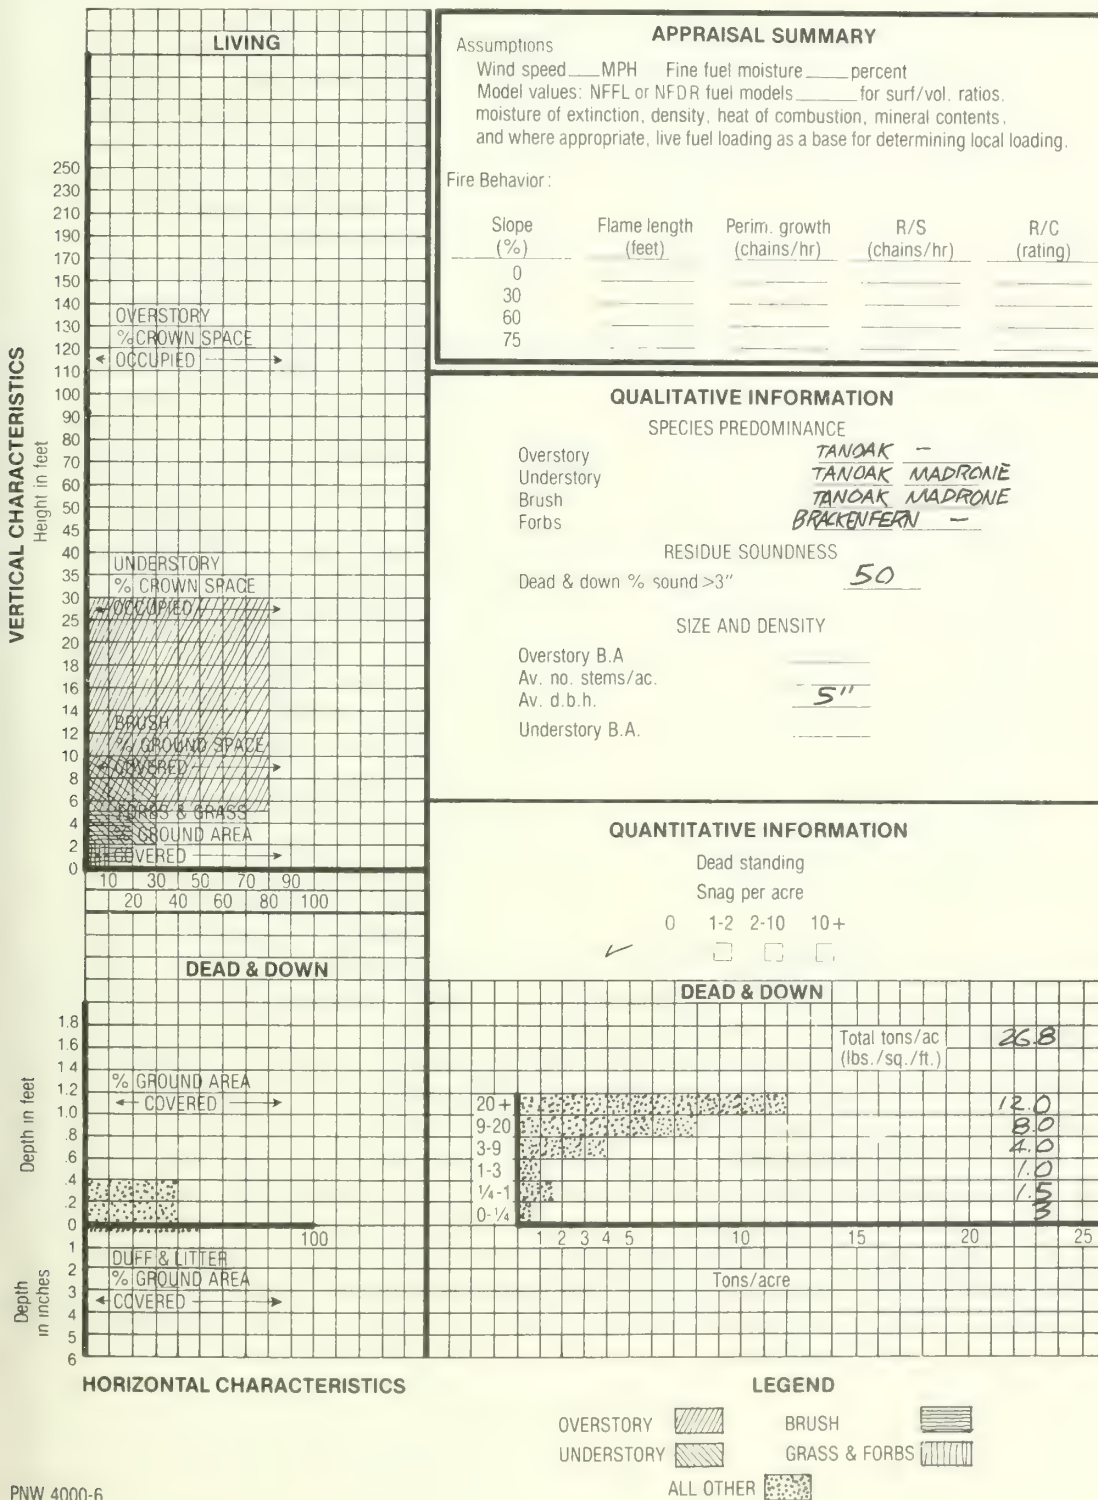 LIVING
VERTICAL CHARACTERISTICS
Height in feet
250
230
210
190
170
150
140
130
120
110
100
90
80
70
60
50
45
40
35
30
25
20
18
16
14
12
10
8
6
4
2
0
OVERSTORY
% CROWN SPACE
OCCUPIED
UNDERSTORY
% CROWN SPACE
OCCUPIED
BRUSH
% GROUND SPACE
COVERED
FORBS & GRASS
% GROUND AREA
COVERED
10 30 50 70 90
20 40 60 80 100
APPRAISAL SUMMARY
Assumptions
Wind speed ___ MPH Fine fuel moisture ___ percent
Model values: NFFL or NFDR fuel models ___ for surf/vol. ratios,
moisture of extinction, density, heat of combustion, mineral contents,
and where appropriate, live fuel loading as a base for determining local loading.
Fire Behavior:
Slope Flame length Perim. growth R/S R/C
(%) (feet) (chains/hr) (chains/hr) (rating)
0
30
60
75
QUALITATIVE INFORMATION
SPECIES PREDOMINANCE
Overstory TANOAK -
Understory TANOAK MADRONE
Brush TANOAK MADRONE
Forbs BRACKENFERN -
RESIDUE SOUNDNESS
Dead & down % sound >3" 50
SIZE AND DENSITY
Overstory B.A
Av. no. stems/ac.
Av. d.b.h. 5"
Understory B.A.
QUANTITATIVE INFORMATION
Dead standing
Snag per acre
0 1-2 2-10 10+
✓
DEAD & DOWN
Depth in feet
1.8
1.6
1.4
1.2
1.0
.8
.6
.4
.2
0
% GROUND AREA
COVERED
100
Depth in inches
1
2
3
4
5
6
DUFF & LITTER
% GROUND AREA
COVERED
DEAD & DOWN
Total tons/ac 26.8
(lbs./sq./ft.)
20+ 12.0
9-20 8.0
3-9 4.0
1-3 1.0
¼-1 1.5
0-¼
1 2 3 4 5 10 15 20 25
Tons/acre
HORIZONTAL CHARACTERISTICS
LEGEND
OVERSTORY BRUSH
UNDERSTORY GRASS & FORBS
ALL OTHER
PNW 4000-6